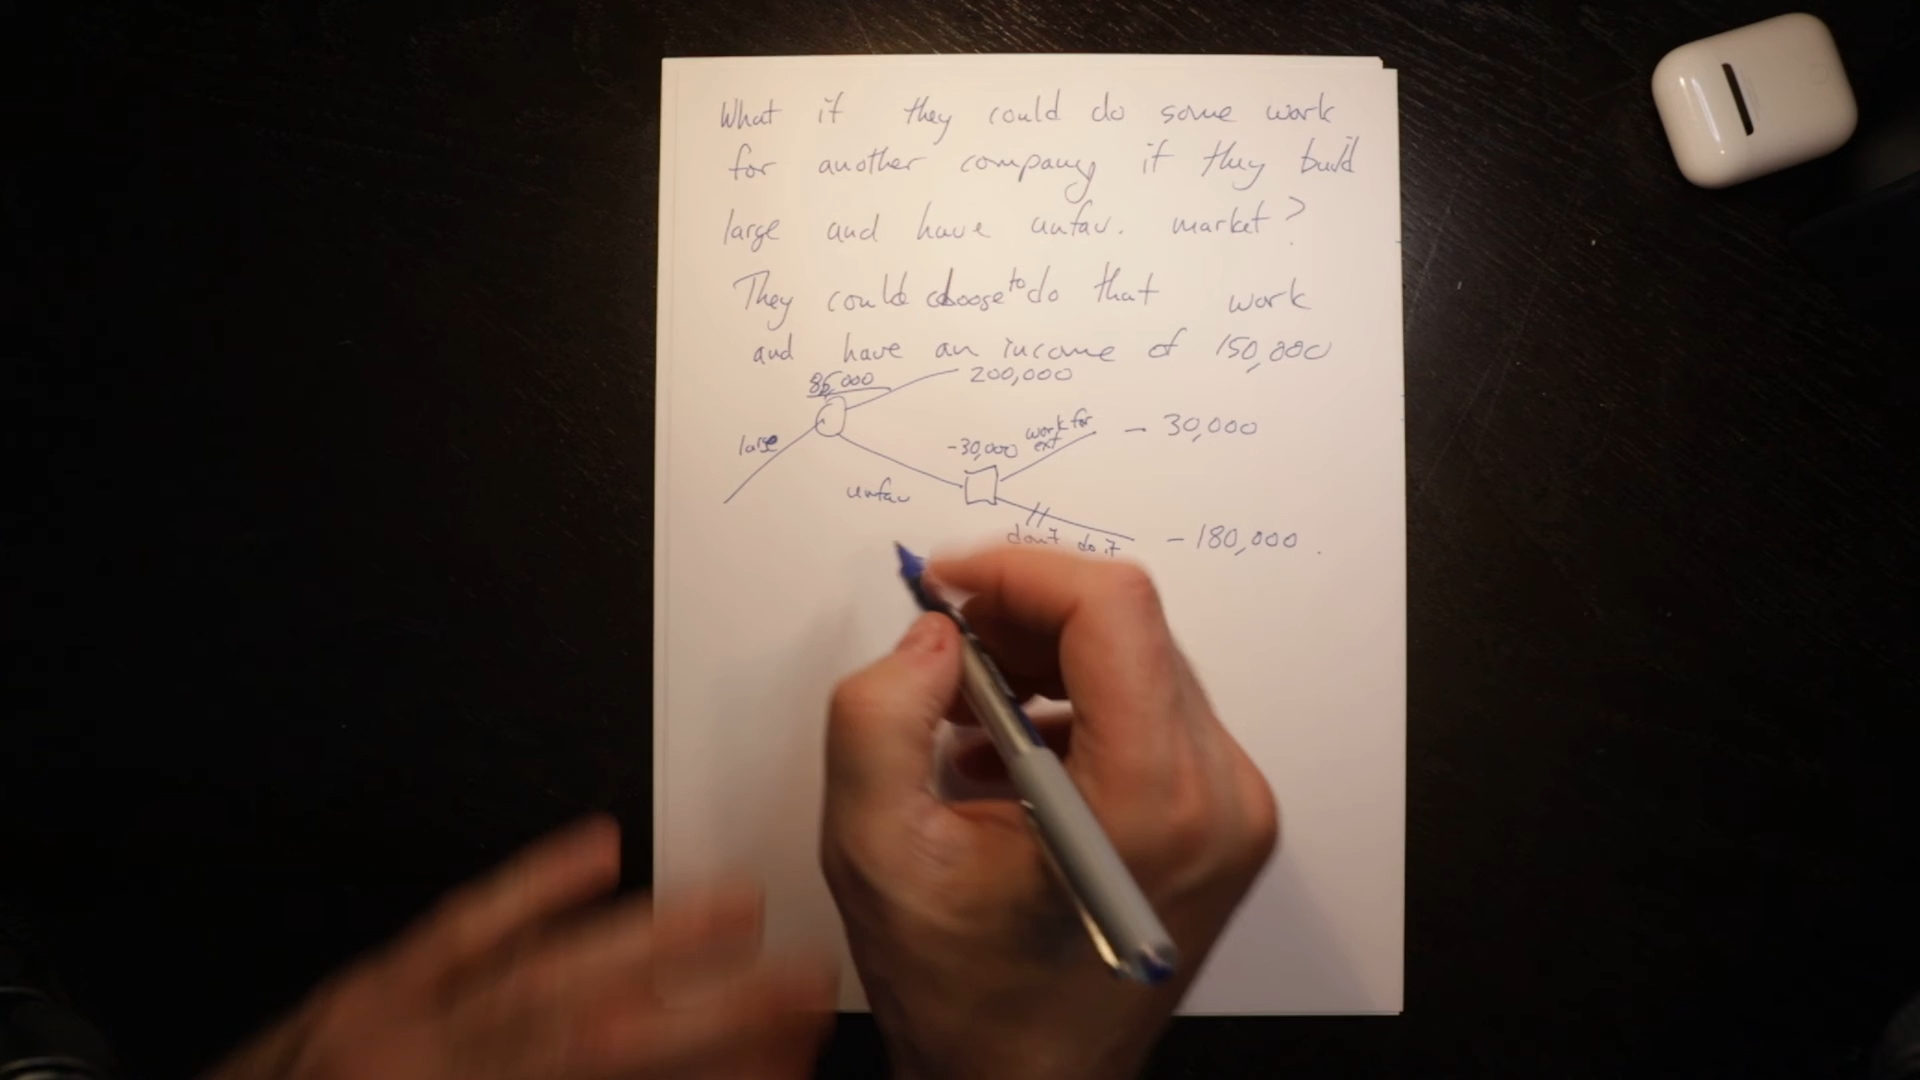 What if they could do some work
for another company if they build
large and have unfav. market?
They could choose to do that work
and have an income of 150,000
85,000
200,000
large
-30,000
work for
ext
- 30,000
unfav
don't do it
- 180,000.